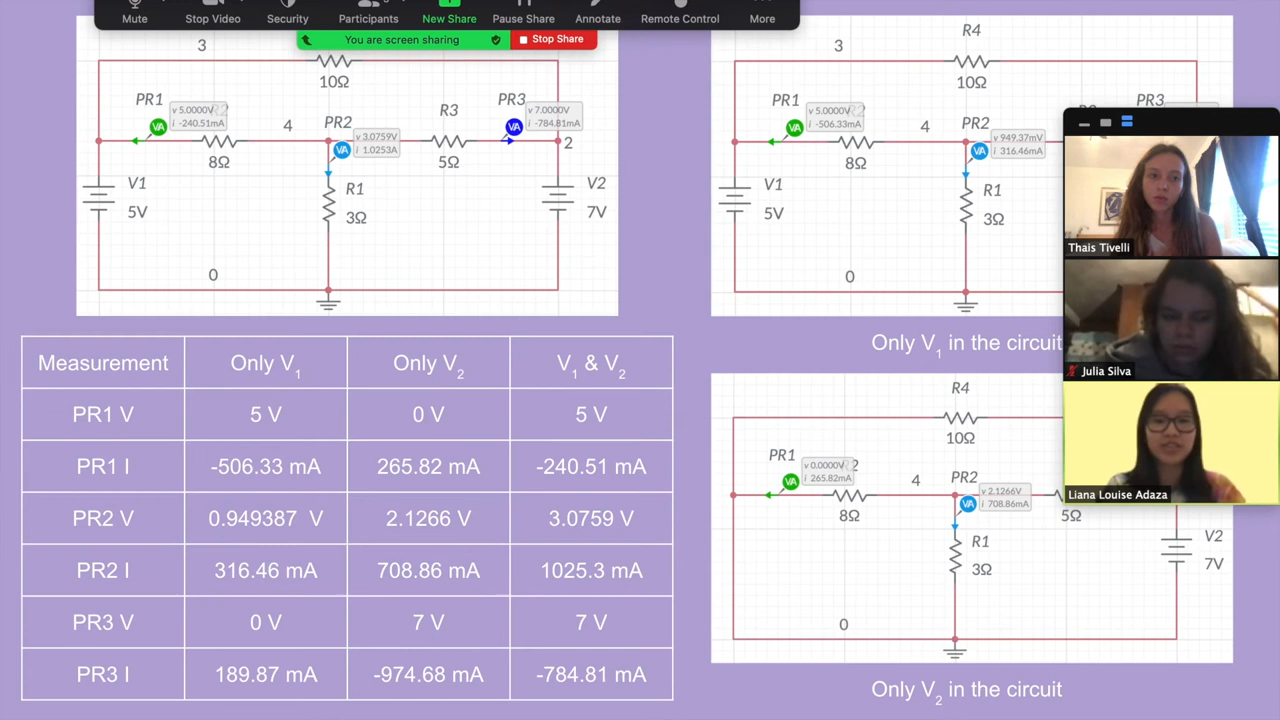 Mute
Stop Video
Security
Participants
New Share
Pause Share
Annotate
Remote Control
More
You are screen sharing
Stop Share
3
10Ω
PR1
v 5.0000V
i -240.51mA
8Ω
4
PR2
v 3.0759V
i 1.0253A
R3
5Ω
PR3
v 7.0000V
i -784.81mA
2
V1
5V
R1
3Ω
V2
7V
0
R4
3
10Ω
PR1
v 5.0000V
i -506.33mA
8Ω
4
PR2
v 949.37mV
i 316.46mA
PR3
V1
5V
R1
3Ω
0
Only V1 in the circuit
R4
10Ω
PR1
v 0.0000V
i 265.82mA
8Ω
4
PR2
v 2.1266V
i 708.86mA
5Ω
R1
3Ω
V2
7V
0
Only V2 in the circuit
Measurement Only V1 Only V2 V1 & V2
PR1 V 5 V 0 V 5 V
PR1 I -506.33 mA 265.82 mA -240.51 mA
PR2 V 0.949387 V 2.1266 V 3.0759 V
PR2 I 316.46 mA 708.86 mA 1025.3 mA
PR3 V 0 V 7 V 7 V
PR3 I 189.87 mA -974.68 mA -784.81 mA
Thais Tivelli
Julia Silva
Liana Louise Adaza